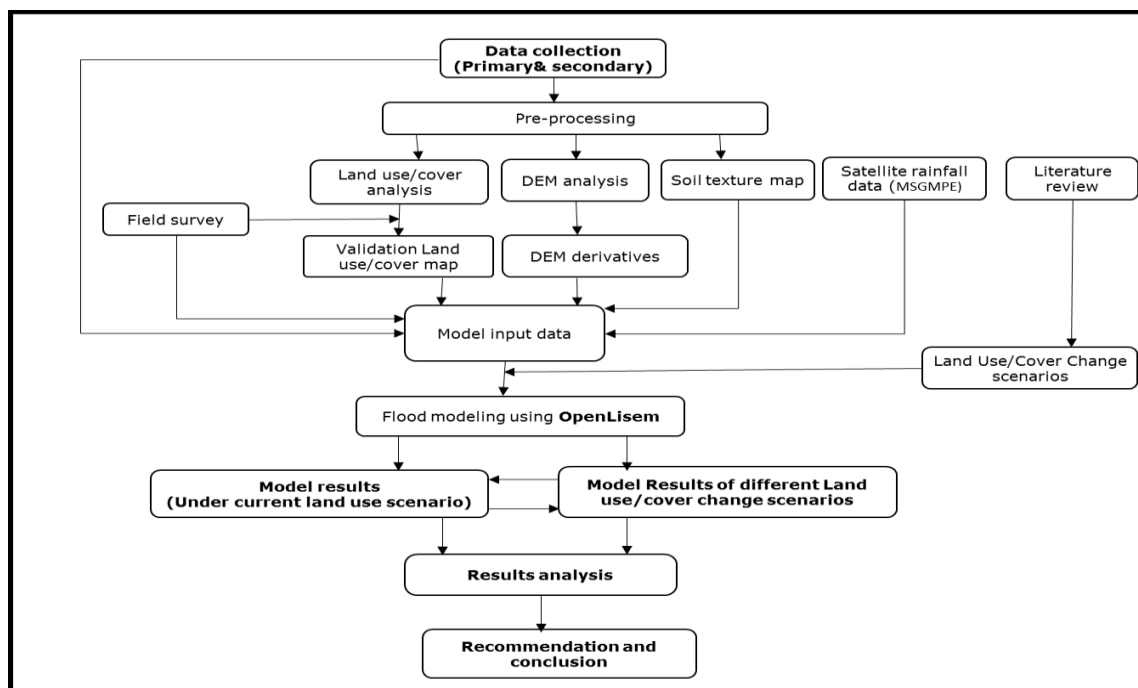 Data collection
(Primary& secondary)
Pre-processing
Land use/cover
analysis
DEM analysis
Soil texture map
Satellite rainfall
data (MSGMPE)
Literature
review
Field survey
Validation Land
use/cover map
DEM derivatives
Model input data
Land Use/Cover Change
scenarios
Flood modeling using OpenLisem
Model results
(Under current land use scenario)
Model Results of different Land
use/cover change scenarios
Results analysis
Recommendation and
conclusion